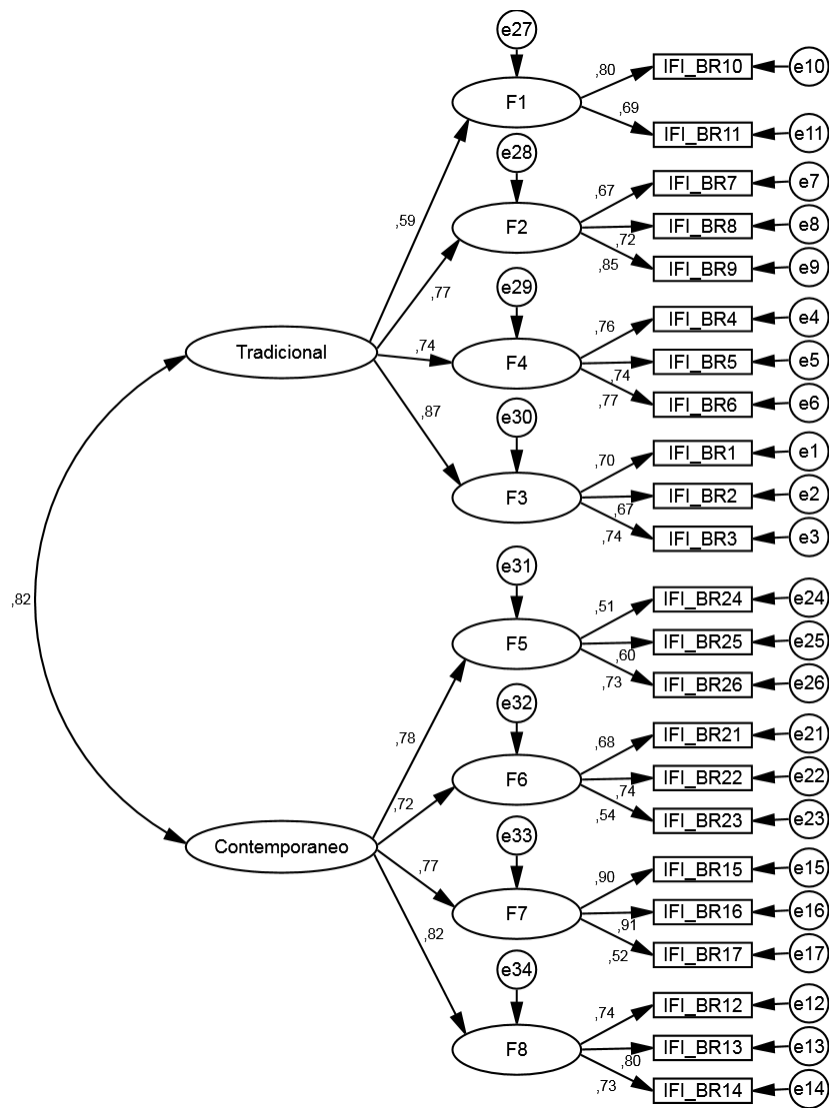 e27
,80
IFI_BR10
e10
F1
,69
IFI_BR11
e11
e28
,59
,67
IFI_BR7
e7
F2
IFI_BR8
e8
,72
,85
IFI_BR9
e9
,77
e29
,76
IFI_BR4
e4
Tradicional
,74
F4
IFI_BR5
e5
,74
,77
IFI_BR6
e6
,87
e30
,70
IFI_BR1
e1
F3
IFI_BR2
e2
,67
,74
IFI_BR3
e3
,82
e31
,51
IFI_BR24
e24
F5
IFI_BR25
e25
,60
,73
IFI_BR26
e26
,78
e32
,68
IFI_BR21
e21
F6
IFI_BR22
e22
,72
,74
,54
IFI_BR23
e23
Contemporaneo
e33
,77
,90
IFI_BR15
e15
F7
IFI_BR16
e16
,91
,52
IFI_BR17
e17
,82
e34
,74
IFI_BR12
e12
F8
IFI_BR13
e13
,80
,73
IFI_BR14
e14